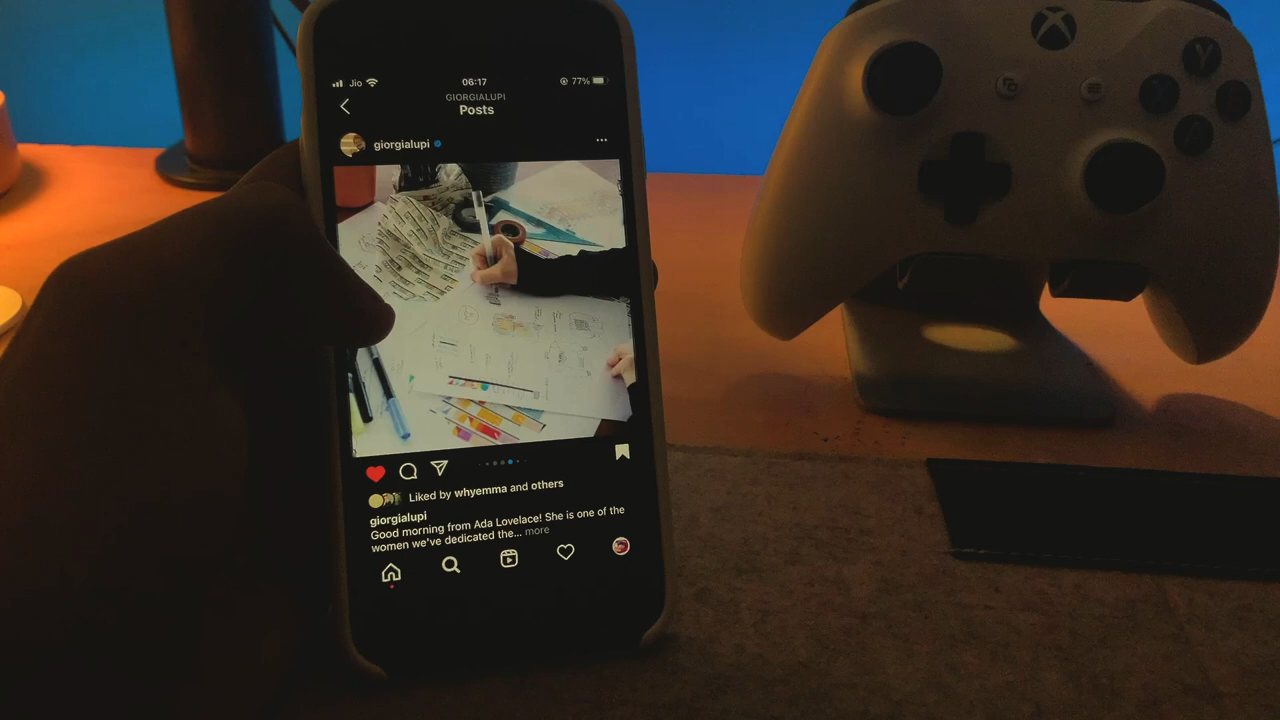 Jio 06:17 77%
GIORGIALUPI
Posts
giorgialupi
Liked by whyemma and others
giorgialupi
Good morning from Ada Lovelace! She is one of the
women we've dedicated the... more
Y